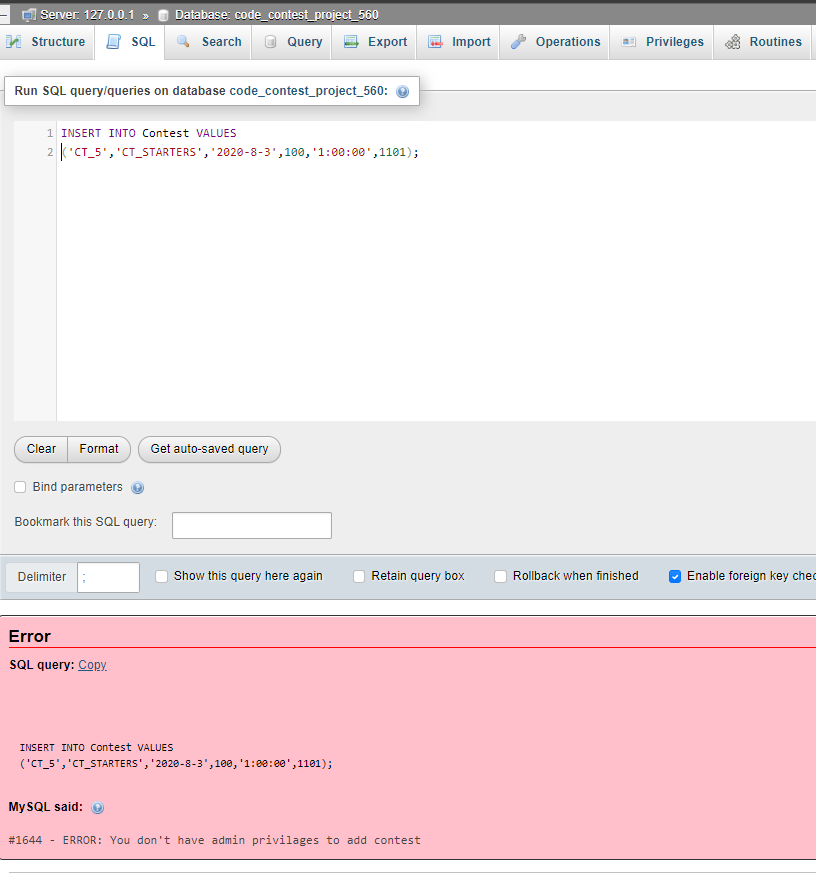 Server: 127.0.0.1 » Database: code_contest_project_560
Structure SQL Search Query Export Import Operations Privileges Routines
Run SQL query/queries on database code_contest_project_560:
1 INSERT INTO Contest VALUES
2 ('CT_5','CT_STARTERS','2020-8-3',100,'1:00:00',1101);
Clear Format Get auto-saved query
Bind parameters
Bookmark this SQL query:
Delimiter ; Show this query here again Retain query box Rollback when finished Enable foreign key chec
Error
SQL query: Copy
INSERT INTO Contest VALUES
('CT_5','CT_STARTERS','2020-8-3',100,'1:00:00',1101);
MySQL said:
#1644 - ERROR: You don't have admin privilages to add contest